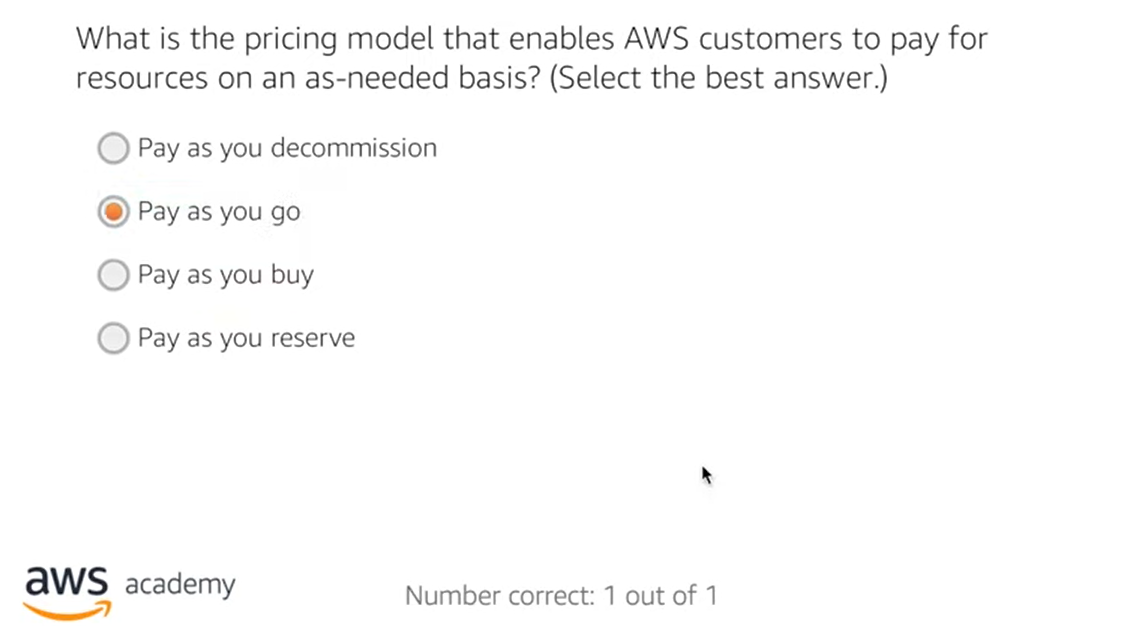 What is the pricing model that enables AWS customers to pay for
resources on an as-needed basis? (Select the best answer.)
Pay as you decommission
Pay as you go
Pay as you buy
Pay as you reserve
aws academy
Number correct: 1 out of 1